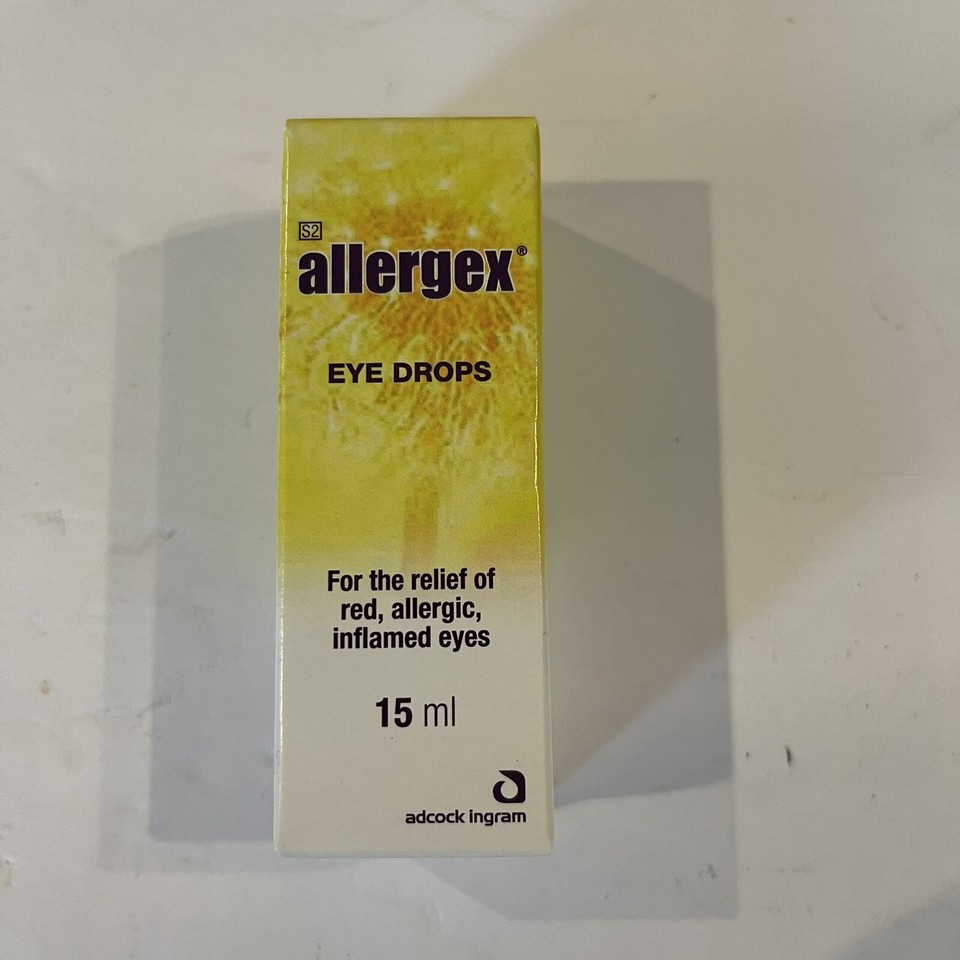 S2
allergex®
EYE DROPS
For the relief of
red, allergic,
inflamed eyes
15 ml
adcock ingram